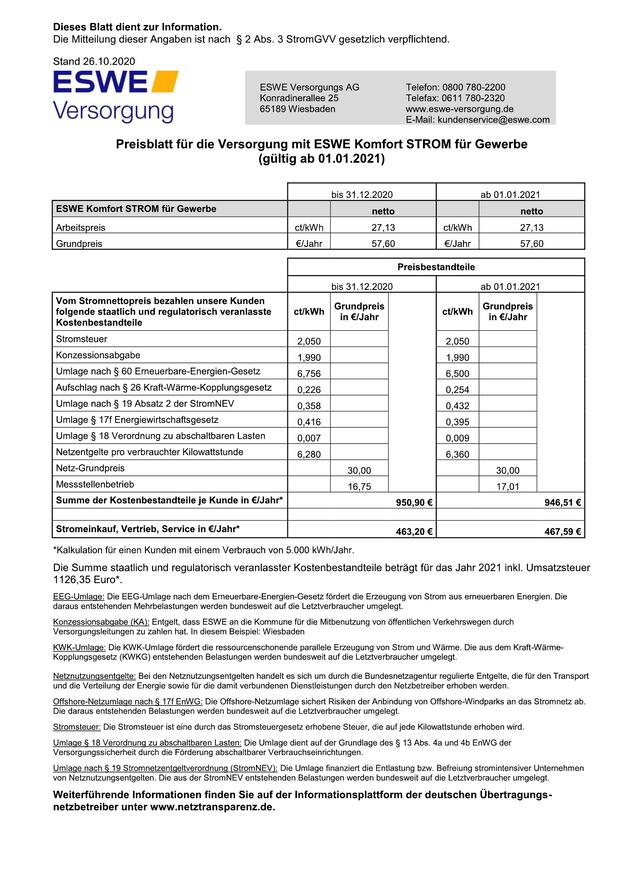 Dieses Blatt dient zur Information.
Die Mitteilung dieser Angaben ist nach § 2 Abs. 3 StromGVV gesetzlich verpflichtend.
Stand 26.10.2020
ESWE
Versorgung
ESWE Versorgungs AG
Konradinerallee 25
65189 Wiesbaden
Telefon: 0800 780-2200
Telefax: 0611 780-2320
www.eswe-versorgung.de
E-Mail: kundenservice@eswe.com
Preisblatt für die Versorgung mit ESWE Komfort STROM für Gewerbe
(gültig ab 01.01.2021)
bis 31.12.2020 ab 01.01.2021
ESWE Komfort STROM für Gewerbe netto netto
Arbeitspreis ct/kWh 27,13 ct/kWh 27,13
Grundpreis €/Jahr 57,60 €/Jahr 57,60
Preisbestandteile
bis 31.12.2020 ab 01.01.2021
Vom Stromnettopreis bezahlen unsere Kunden
folgende staatlich und regulatorisch veranlasste
Kostenbestandteile
ct/kWh Grundpreis
in €/Jahr
ct/kWh Grundpreis
in €/Jahr
Stromsteuer 2,050 2,050
Konzessionsabgabe 1,990 1,990
Umlage nach § 60 Erneuerbare-Energien-Gesetz 6,756 6,500
Aufschlag nach § 26 Kraft-Wärme-Kopplungsgesetz 0,226 0,254
Umlage nach § 19 Absatz 2 der StromNEV 0,358 0,432
Umlage § 17f Energiewirtschaftsgesetz 0,416 0,395
Umlage § 18 Verordnung zu abschaltbaren Lasten 0,007 0,009
Netzentgelte pro verbrauchter Kilowattstunde 6,280 6,360
Netz-Grundpreis 30,00 30,00
Messstellenbetrieb 16,75 17,01
Summe der Kostenbestandteile je Kunde in €/Jahr* 950,90 € 946,51 €
Stromeinkauf, Vertrieb, Service in €/Jahr* 463,20 € 467,59 €
*Kalkulation für einen Kunden mit einem Verbrauch von 5.000 kWh/Jahr.
Die Summe staatlich und regulatorisch veranlasster Kostenbestandteile beträgt für das Jahr 2021 inkl. Umsatzsteuer
1126,35 Euro*.
EEG-Umlage: Die EEG-Umlage nach dem Erneuerbare-Energien-Gesetz fördert die Erzeugung von Strom aus erneuerbaren Energien. Die
daraus entstehenden Mehrbelastungen werden bundesweit auf die Letztverbraucher umgelegt.
Konzessionsabgabe (KA): Entgelt, dass ESWE an die Kommune für die Mitbenutzung von öffentlichen Verkehrswegen durch
Versorgungsleitungen zu zahlen hat. In diesem Beispiel: Wiesbaden
KWK-Umlage: Die KWK-Umlage fördert die ressourcenschonende parallele Erzeugung von Strom und Wärme. Die aus dem Kraft-Wärme-
Kopplungsgesetz (KWKG) entstehenden Belastungen werden bundesweit auf die Letztverbraucher umgelegt.
Netznutzungsentgelte: Bei den Netznutzungsentgelten handelt es sich um durch die Bundesnetzagentur regulierte Entgelte, die für den Transport
und die Verteilung der Energie sowie für die damit verbundenen Dienstleistungen durch den Netzbetreiber erhoben werden.
Offshore-Netzumlage nach § 17f EnWG: Die Offshore-Netzumlage sichert Risiken der Anbindung von Offshore-Windparks an das Stromnetz ab.
Die daraus entstehenden Belastungen werden bundesweit auf die Letztverbraucher umgelegt.
Stromsteuer: Die Stromsteuer ist eine durch das Stromsteuergesetz erhobene Steuer, die auf jede Kilowattstunde erhoben wird.
Umlage § 18 Verordnung zu abschaltbaren Lasten: Die Umlage dient auf der Grundlage des § 13 Abs. 4a und 4b EnWG der
Versorgungssicherheit durch die Förderung abschaltbarer Verbrauchseinrichtungen.
Umlage nach § 19 Stromnetzentgeltverordnung (StromNEV): Die Umlage finanziert die Entlastung bzw. Befreiung stromintensiver Unternehmen
von Netznutzungsentgelten. Die aus der StromNEV entstehenden Belastungen werden bundesweit auf die Letztverbraucher umgelegt.
Weiterführende Informationen finden Sie auf der Informationsplattform der deutschen Übertragungs-
netzbetreiber unter www.netztransparenz.de.